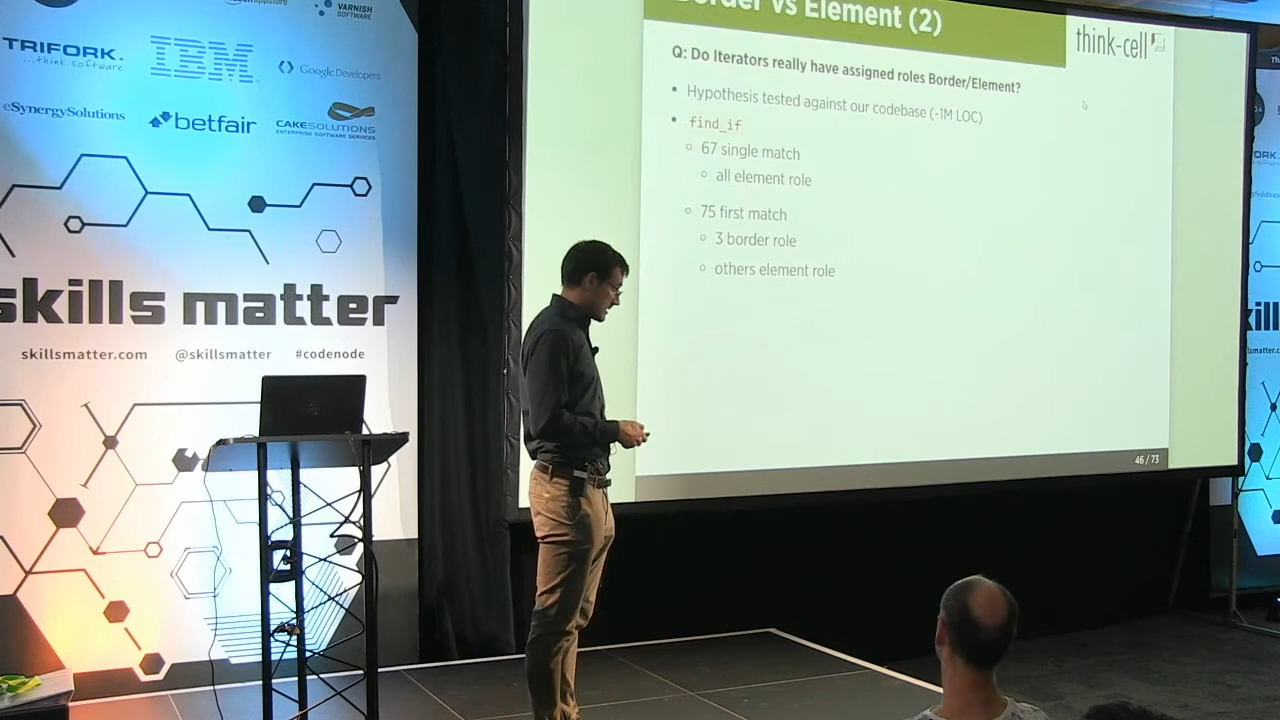 VARNISH
SOFTWARE
TRIFORK.
...think software
IBM
Google Developers
eSynergySolutions
betfair
CAKESOLUTIONS
ENTERPRISE SOFTWARE SERVICES
skills matter
skillsmatter.com @skillsmatter #codenode
Border vs Element (2)
think-cell
Q: Do Iterators really have assigned roles Border/Element?
• Hypothesis tested against our codebase (~1M LOC)
• find_if
○ 67 single match
○ all element role
○ 75 first match
○ 3 border role
○ others element role
46 / 73